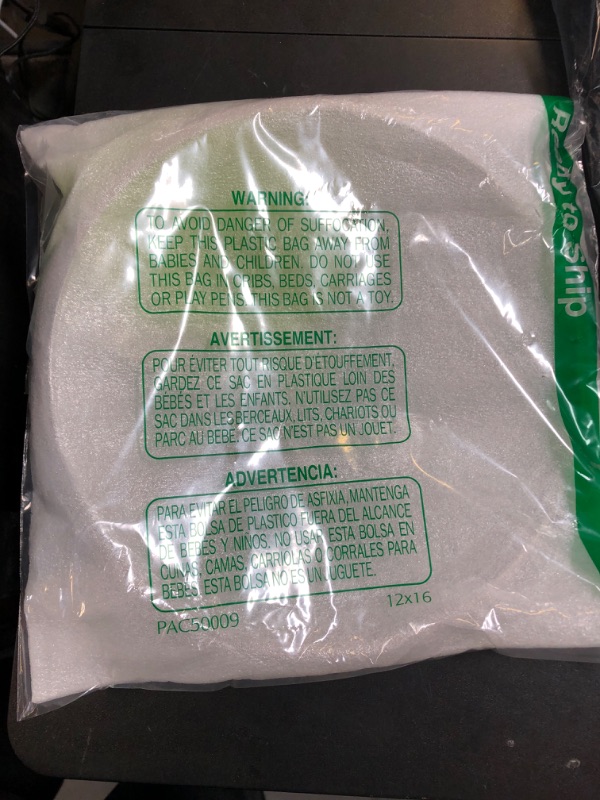 WARNING:
TO AVOID DANGER OF SUFFOCATION,
KEEP THIS PLASTIC BAG AWAY FROM
BABIES AND CHILDREN. DO NOT USE
THIS BAG IN CRIBS, BEDS, CARRIAGES
OR PLAY PENS. THIS BAG IS NOT A TOY.
AVERTISSEMENT:
POUR ÉVITER TOUT RISQUE D'ÉTOUFFEMENT,
GARDEZ CE SAC EN PLASTIQUE LOIN DES
BÉBÉS ET LES ENFANTS. N'UTILISEZ PAS CE
SAC DANS LES BERCEAUX, LITS, CHARIOTS OU
PARC AU BEBE. CE SAC N'EST PAS UN JOUET.
ADVERTENCIA:
PARA EVITAR EL PELIGRO DE ASFIXIA, MANTENGA
ESTA BOLSA DE PLASTICO FUERA DEL ALCANCE
DE BEBES Y NINOS. NO USAR ESTA BOLSA EN
CUNAS, CAMAS, CARRIOLAS O CORRALES PARA
BEBES. ESTA BOLSA NO ES UN JUGUETE.
PAC50009
12x16
Ready to Ship